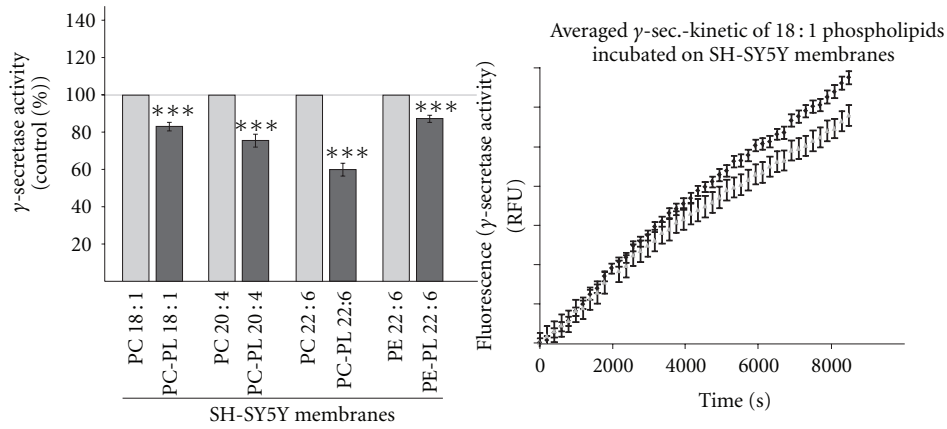 140
120
100
80
60
40
20
γ-secretase activity
(control (%))
***
***
***
***
PC 18:1
PC-PL 18:1
PC 20:4
PC-PL 20:4
PC 22:6
PC-PL 22:6
PE 22:6
PE-PL 22:6
SH-SY5Y membranes
Averaged γ-sec.-kinetic of 18:1 phospholipids
incubated on SH-SY5Y membranes
Fluorescence (γ-secretase activity)
(RFU)
0 2000 4000 6000 8000
Time (s)